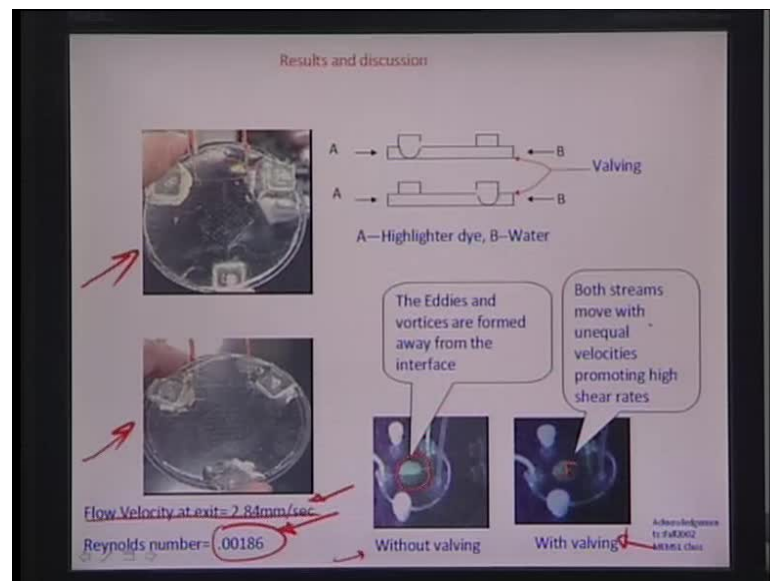 Results and discussion
A
B
Valving
A
B
A—Highlighter dye, B--Water
The Eddies and
vortices are formed
away from the
interface
Both streams
move with
unequal
velocities
promoting high
shear rates
Flow Velocity at exit= 2.84mm/sec
Reynolds number= .00186
Without valving
With valving
Class